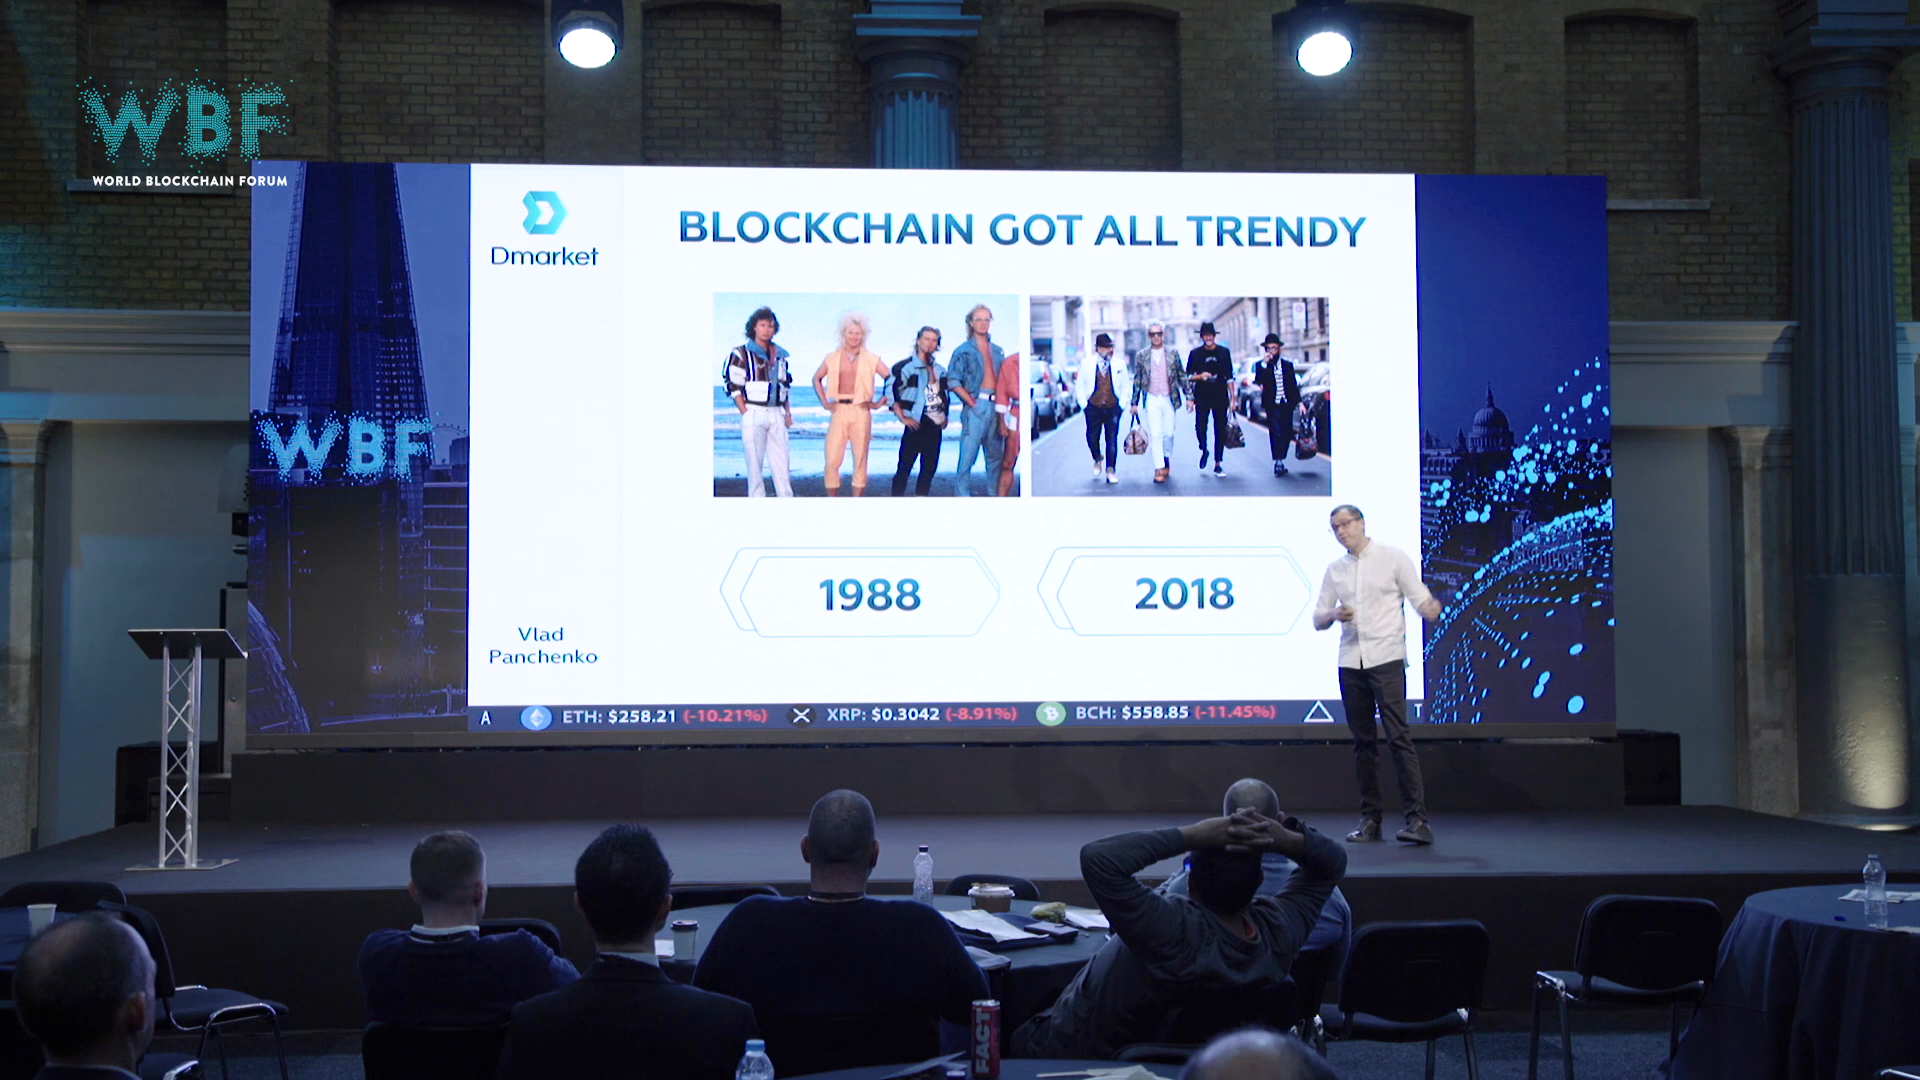 WBF
WORLD BLOCKCHAIN FORUM
Dmarket
BLOCKCHAIN GOT ALL TRENDY
WBF
1988
2018
Vlad
Panchenko
A ETH: $258.21 (-10.21%) XRP: $0.3042 (-8.91%) BCH: $558.85 (-11.45%) T
FACT